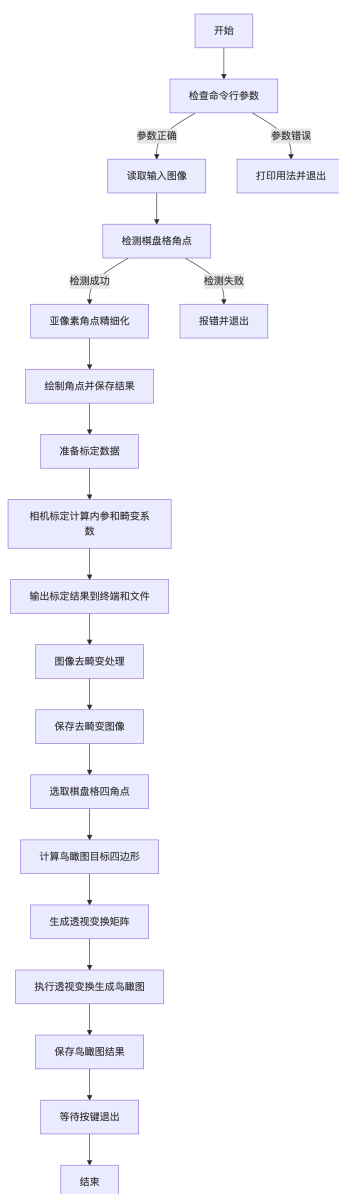 开始
检查命令行参数
参数正确
参数错误
读取输入图像
打印用法并退出
检测棋盘格角点
检测成功
检测失败
亚像素角点精细化
报错并退出
绘制角点并保存结果
准备标定数据
相机标定计算内参和畸变系
数
输出标定结果到终端和文件
图像去畸变处理
保存去畸变图像
选取棋盘格四角点
计算鸟瞰图目标四边形
生成透视变换矩阵
执行透视变换生成鸟瞰图
保存鸟瞰图结果
等待按键退出
结束